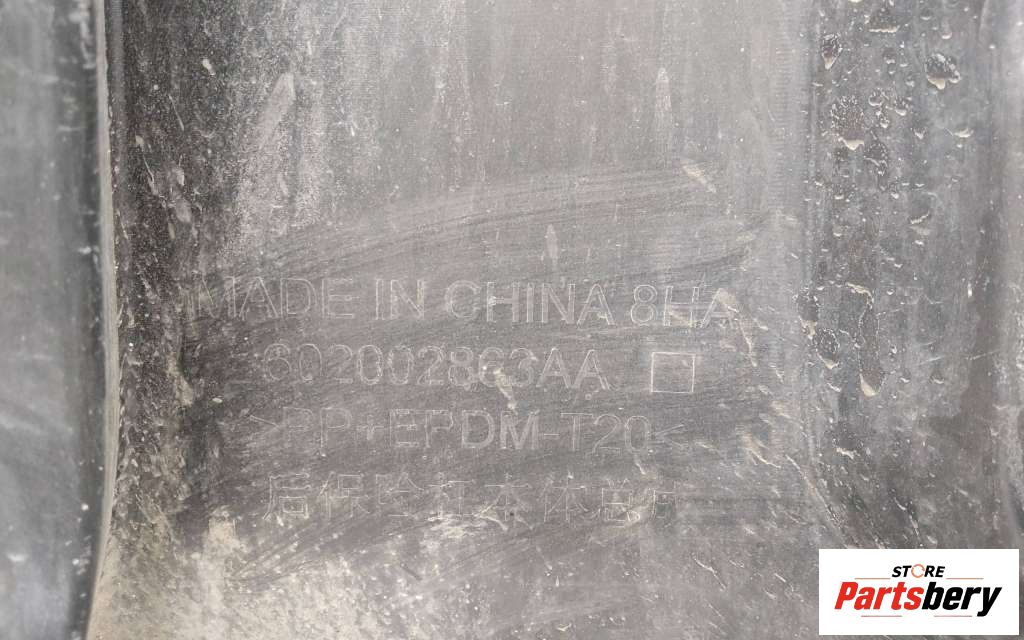 MADE IN CHINA 8HA
602002863AA
>PP+EPDM-T20<
后保险杠本体总成
STORE
Partsbery